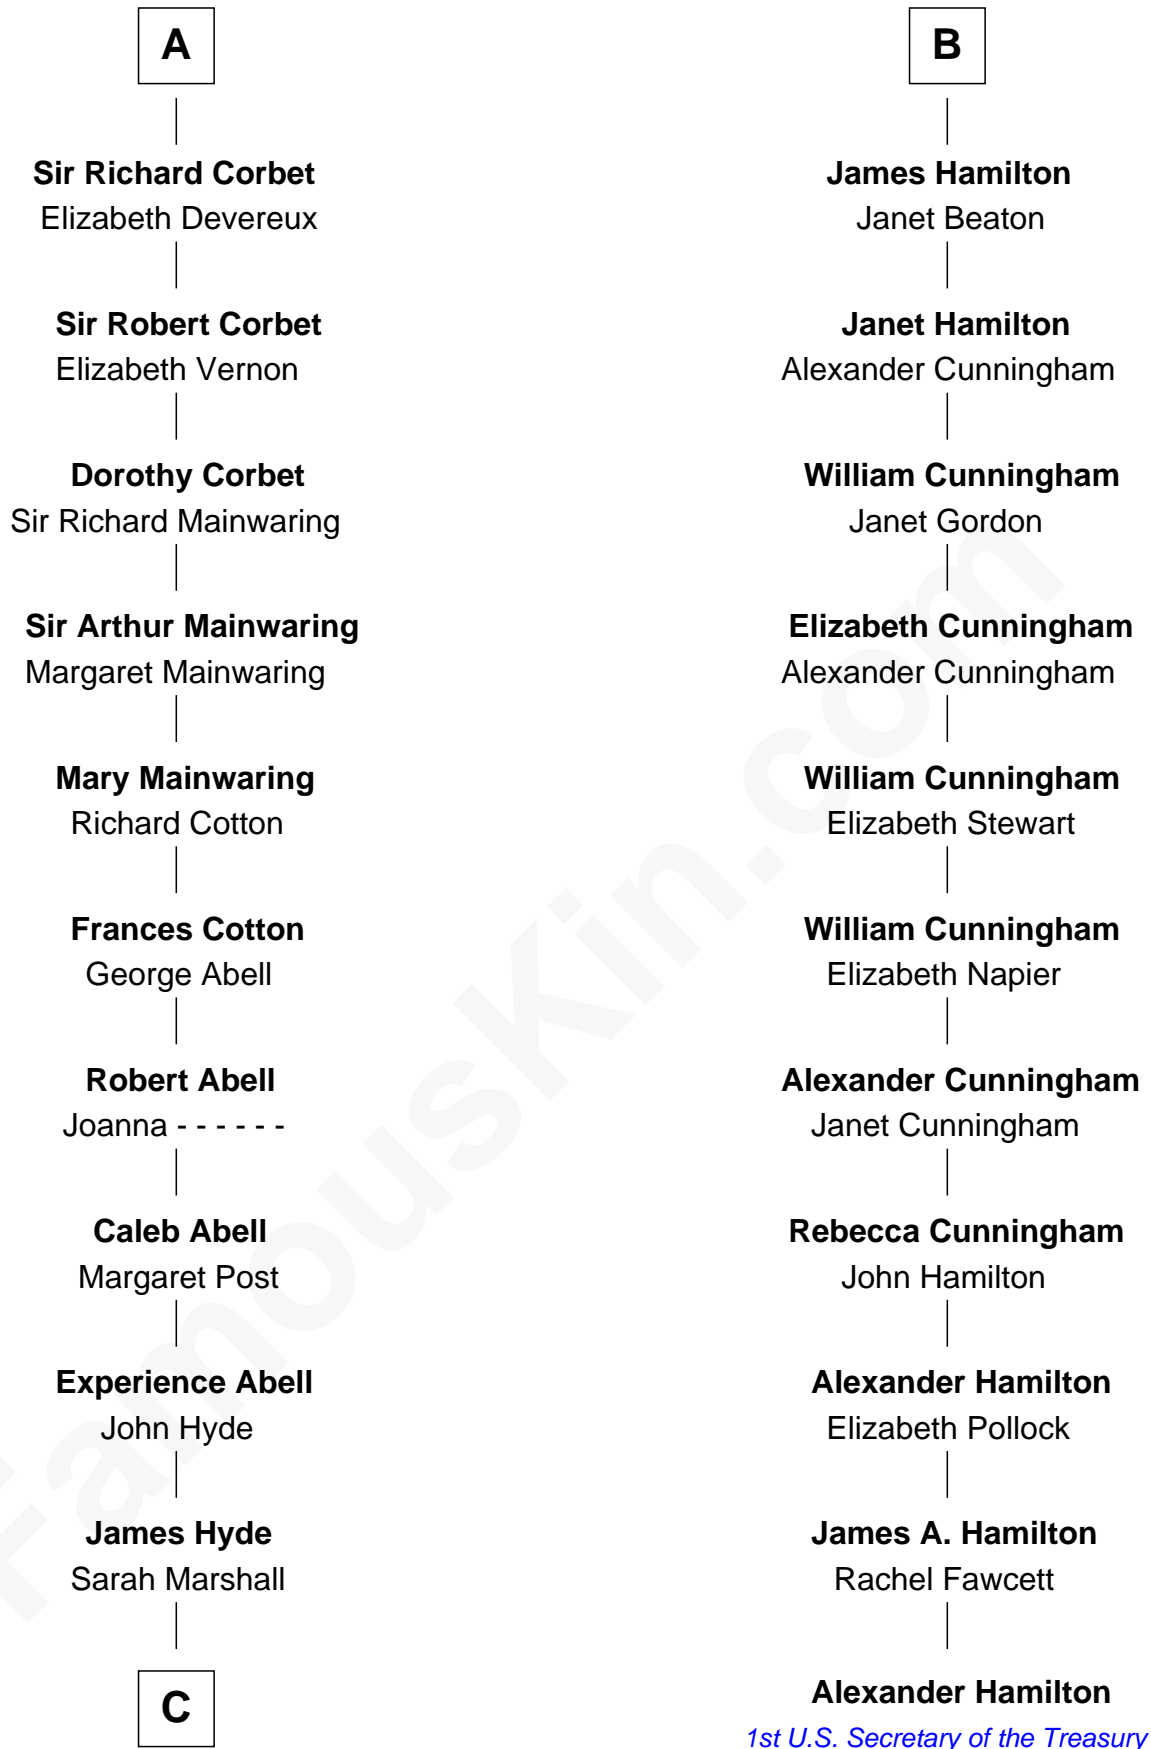 A
Sir Richard Corbet
Elizabeth Devereux
Sir Robert Corbet
Elizabeth Vernon
Dorothy Corbet
Sir Richard Mainwaring
Sir Arthur Mainwaring
Margaret Mainwaring
Mary Mainwaring
Richard Cotton
Frances Cotton
George Abell
Robert Abell
Joanna - - - - - -
Caleb Abell
Margaret Post
Experience Abell
John Hyde
James Hyde
Sarah Marshall
C
B
James Hamilton
Janet Beaton
Janet Hamilton
Alexander Cunningham
William Cunningham
Janet Gordon
Elizabeth Cunningham
Alexander Cunningham
William Cunningham
Elizabeth Stewart
William Cunningham
Elizabeth Napier
Alexander Cunningham
Janet Cunningham
Rebecca Cunningham
John Hamilton
Alexander Hamilton
Elizabeth Pollock
James A. Hamilton
Rachel Fawcett
Alexander Hamilton
1st U.S. Secretary of the Treasury
FamousKin.com